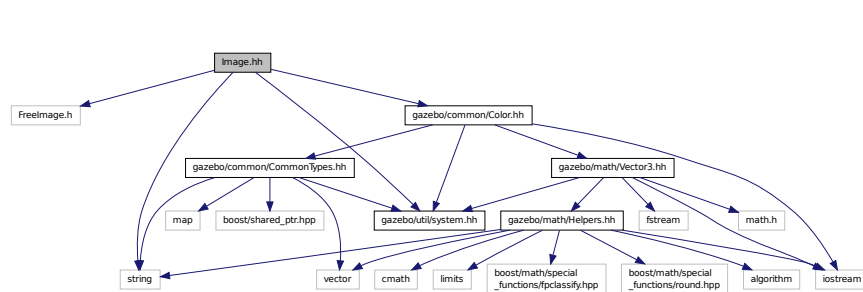 Image.hh
FreeImage.h
gazebo/common/Color.hh
gazebo/common/CommonTypes.hh
gazebo/math/Vector3.hh
map
boost/shared_ptr.hpp
gazebo/util/system.hh
gazebo/math/Helpers.hh
fstream
math.h
string
vector
cmath
limits
boost/math/special
_functions/fpclassify.hpp
boost/math/special
_functions/round.hpp
algorithm
iostream